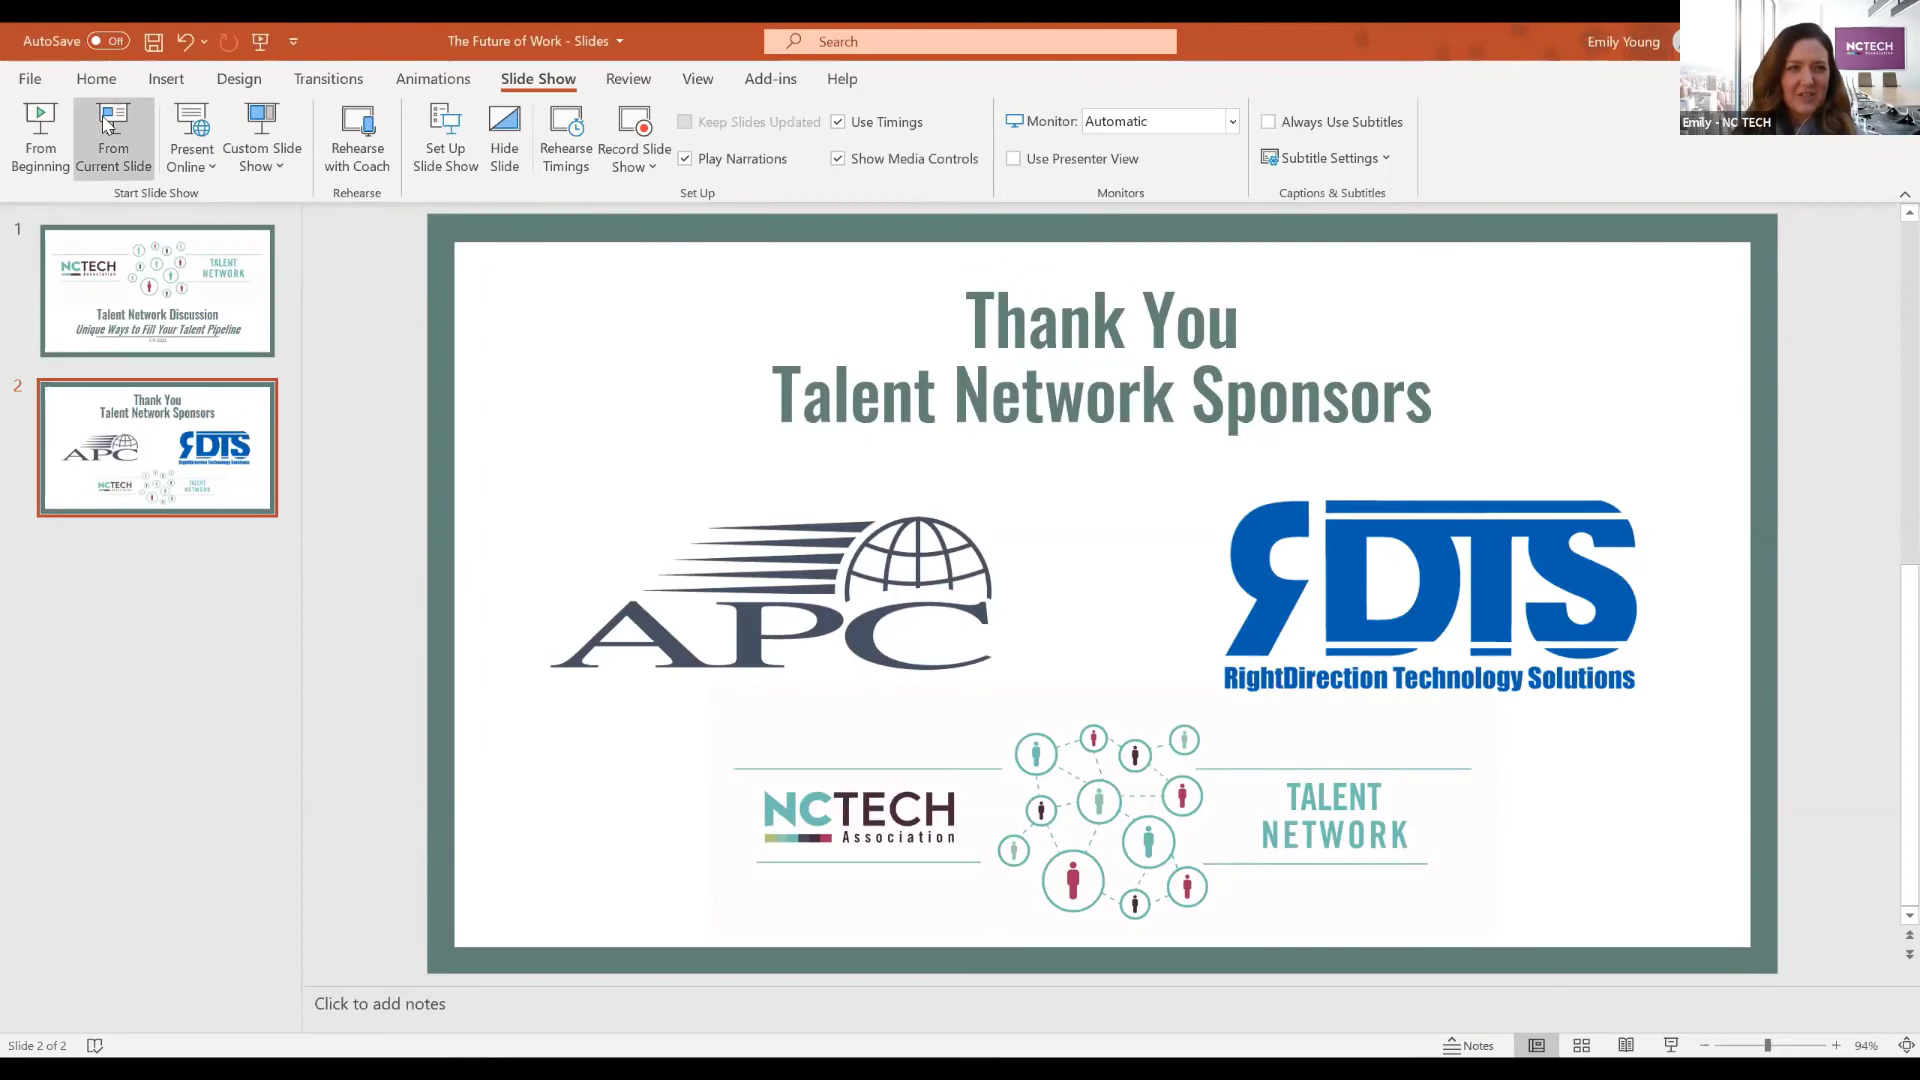 AutoSave Off
The Future of Work - Slides
Search
Emily Young
NCTECH
Emily - NC TECH
File Home Insert Design Transitions Animations Slide Show Review View Add-ins Help
From Beginning
From Current Slide
Present Online
Custom Slide Show
Rehearse with Coach
Set Up Slide Show
Hide Slide
Rehearse Timings
Record Slide Show
Keep Slides Updated
Use Timings
Play Narrations
Show Media Controls
Monitor: Automatic
Use Presenter View
Always Use Subtitles
Subtitle Settings
Start Slide Show
Rehearse
Set Up
Monitors
Captions & Subtitles
1
NCTECH
Association
TALENT
NETWORK
Talent Network Discussion
Unique Ways to Fill Your Talent Pipeline
2
Thank You
Talent Network Sponsors
APC
RDTS
RightDirection Technology Solutions
NCTECH
TALENT
NETWORK
Thank You
Talent Network Sponsors
APC
RDTS
RightDirection Technology Solutions
NCTECH
Association
TALENT
NETWORK
Click to add notes
Slide 2 of 2
Notes
94%